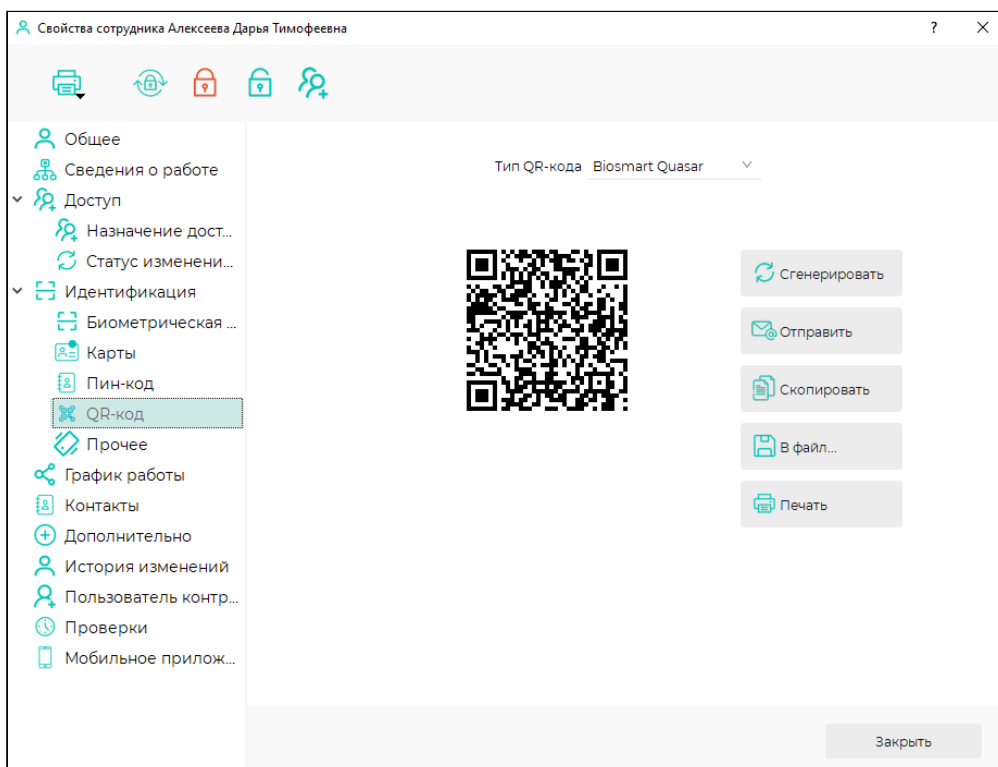 Свойства сотрудника Алексеева Дарья Тимофеевна
?
Общее
Сведения о работе
Доступ
Назначение дост...
Статус изменени...
Идентификация
Биометрическая ...
Карты
Пин-код
QR-код
Прочее
График работы
Контакты
Дополнительно
История изменений
Пользователь контр...
Проверки
Мобильное прилож...
Тип QR-кода Biosmart Quasar
Сгенерировать
Отправить
Скопировать
В файл...
Печать
Закрыть